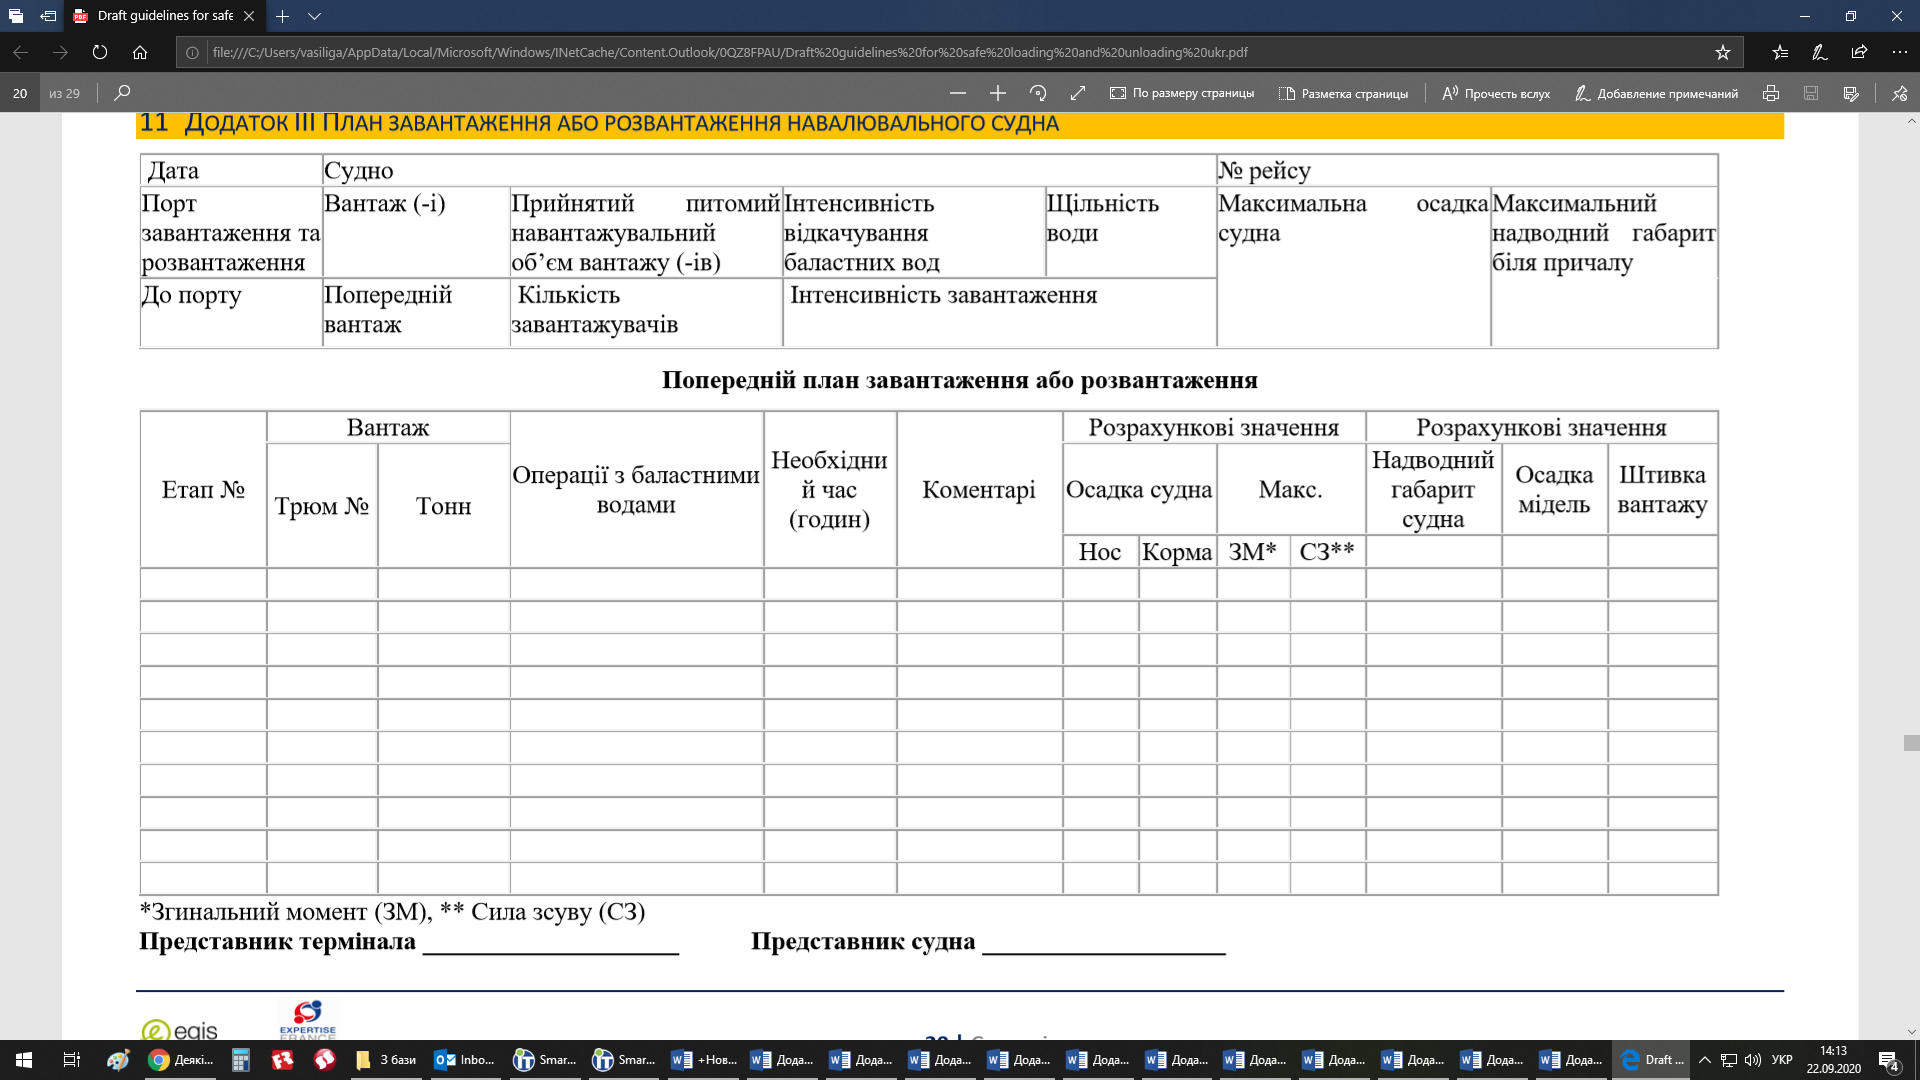 Draft guidelines for safe
file:///C:/Users/vasiliga/AppData/Local/Microsoft/Windows/INetCache/Content.Outlook/0QZ8FPAU/Draft%20guidelines%20for%20safe%20loading%20and%20unloading%20ukr.pdf
20 из 29 По размеру страницы Разметка страницы Прочесть вслух Добавление примечаний
11 Додаток III План завантаження або розвантаження навалювального судна
Дата Судно № рейсу
Порт завантаження та розвантаження
Вантаж (-і)
Прийнятий питомий навантажувальний об’єм вантажу (-ів)
Інтенсивність відкачування баластних вод
Щільність води
Максимальна осадка судна
Максимальний надводний габарит біля причалу
До порту
Попередній вантаж
Кількість завантажувачів
Інтенсивність завантаження
Попередній план завантаження або розвантаження
Етап №
Вантаж
Трюм №
Тонн
Операції з баластними водами
Необхідни
й час
(годин)
Коментарі
Розрахункові значення
Осадка судна
Макс.
Розрахункові значення
Надводний габарит судна
Осадка мідель
Штивка вантажу
Нос Корма ЗМ* СЗ**
*Згинальний момент (ЗМ), ** Сила зсуву (СЗ)
Представник термінала ____________________ Представник судна ___________________
egis
EXPERTISE
FRANCE
Деякі... З бази Inbo... Smar... Smar... +Нов... Дода... Дода... Дода... Дода... Дода... Дода... Дода... Дода... Дода... Дода... Дода... Draft ...
УКР
14:13
22.09.2020
4